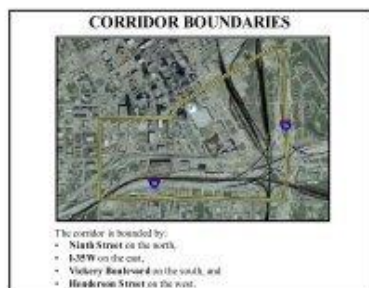 CORRIDOR BOUNDARIES
The corridor is bounded by:
• Ninth Street on the north,
• I-35W on the east,
• Vickery Boulevard on the south, and
• Henderson Street on the west.